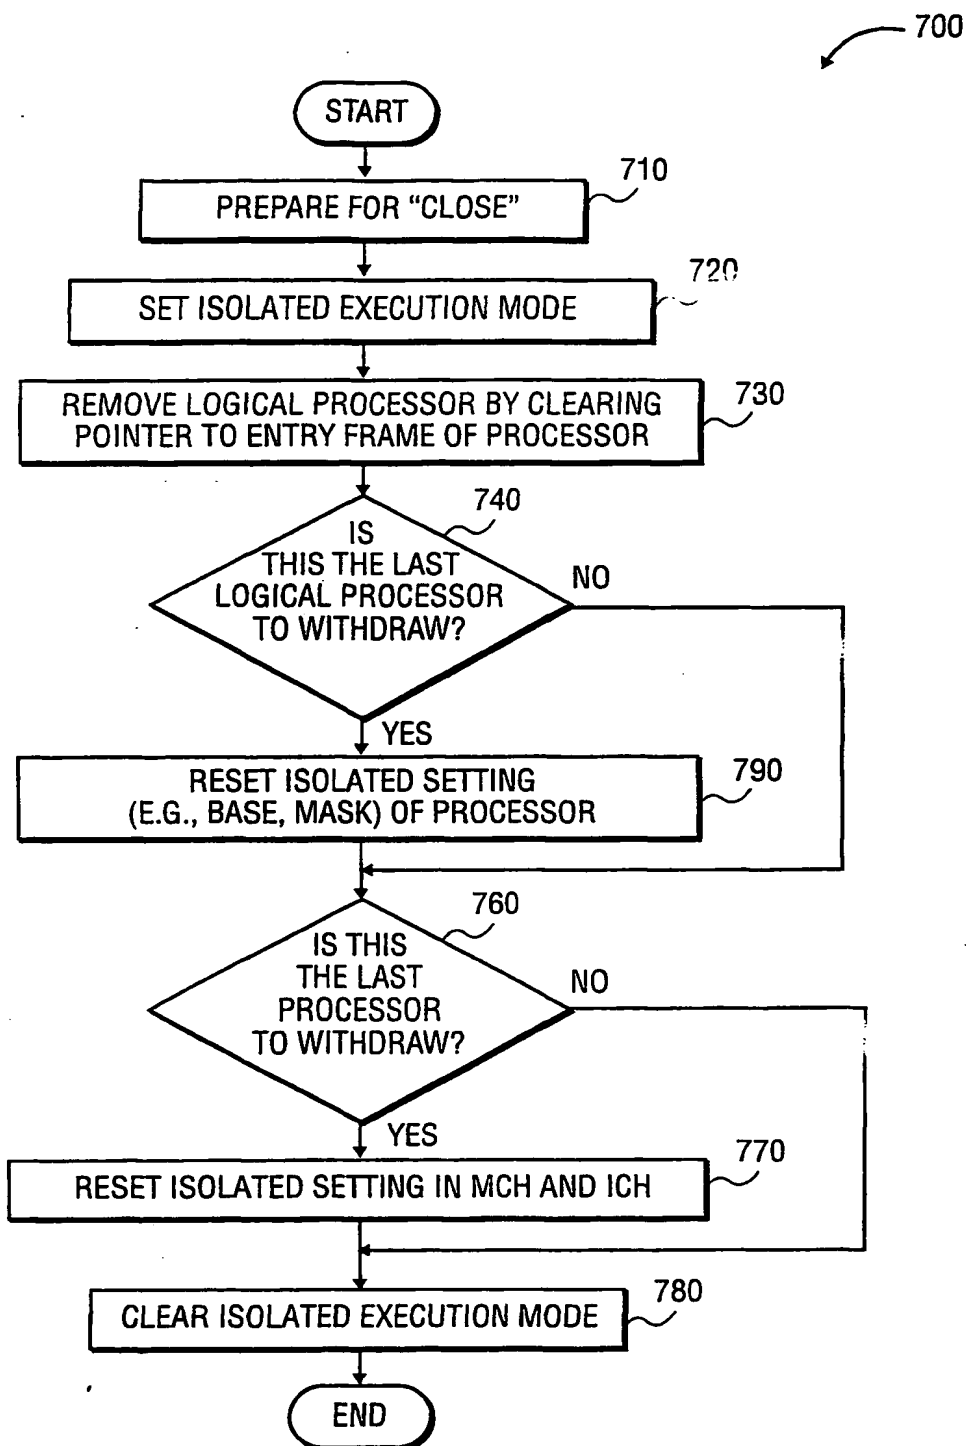 700
START
710
PREPARE FOR “CLOSE”
720
SET ISOLATED EXECUTION MODE
730
REMOVE LOGICAL PROCESSOR BY CLEARING
POINTER TO ENTRY FRAME OF PROCESSOR
740
IS
THIS THE LAST
LOGICAL PROCESSOR
TO WITHDRAW?
NO
YES
790
RESET ISOLATED SETTING
(E.G., BASE, MASK) OF PROCESSOR
760
IS THIS
THE LAST
PROCESSOR
TO WITHDRAW?
NO
YES
770
RESET ISOLATED SETTING IN MCH AND ICH
780
CLEAR ISOLATED EXECUTION MODE
END